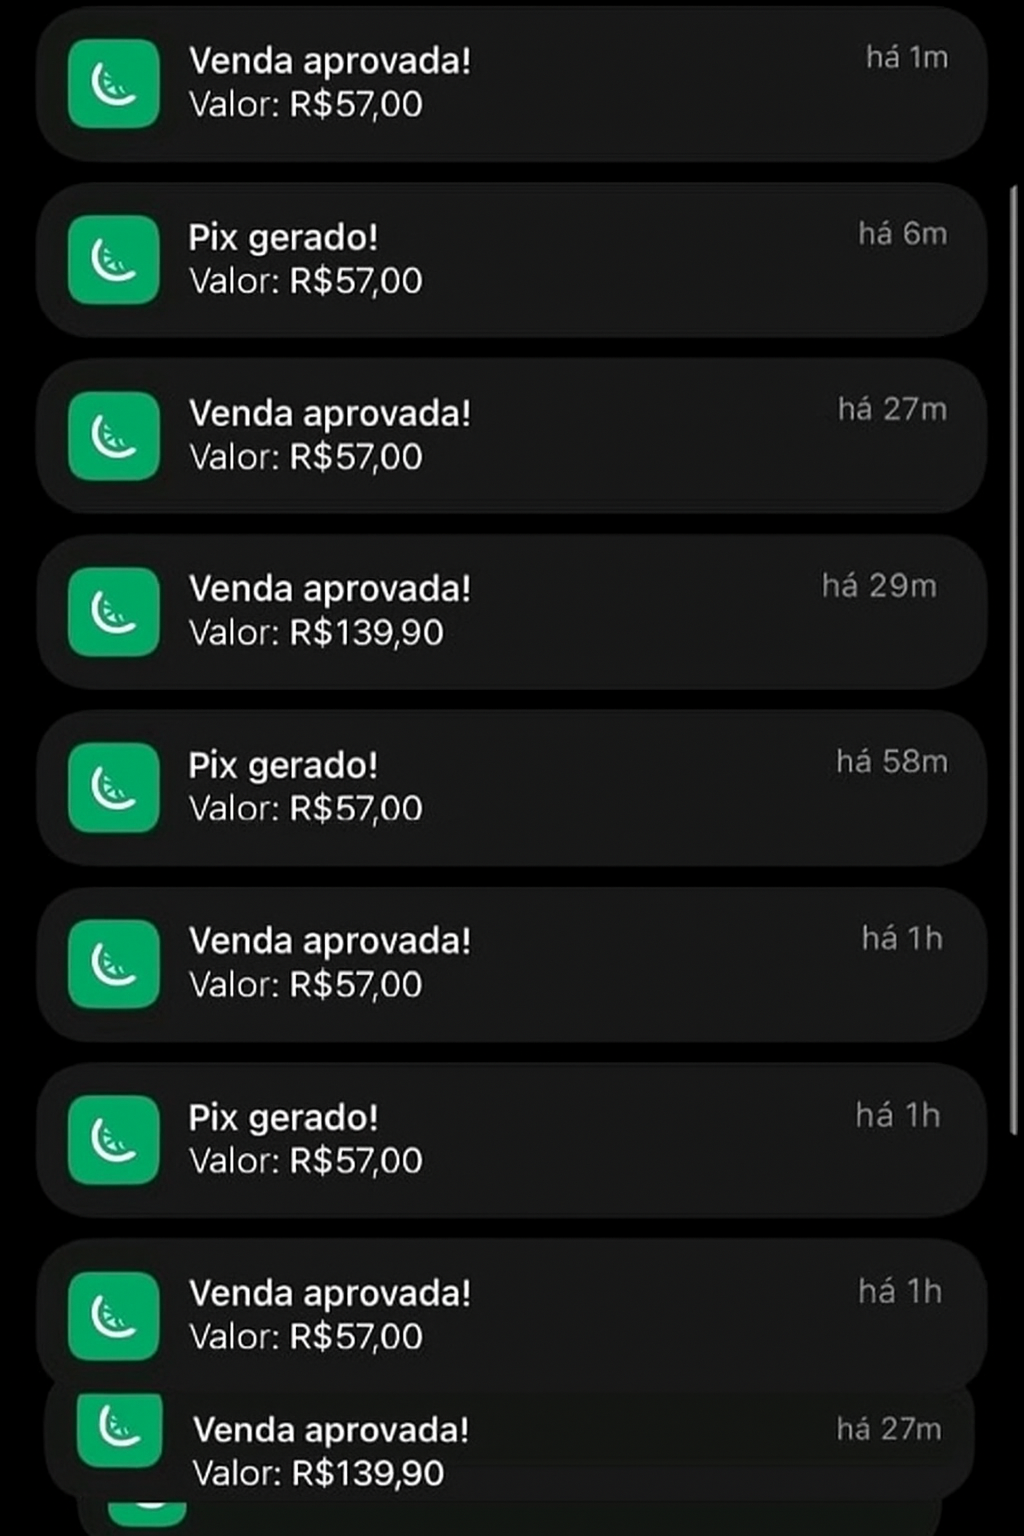 Venda aprovada!
há 1m
Valor: R$57,00
Pix gerado!
há 6m
Valor: R$57,00
Venda aprovada!
há 27m
Valor: R$57,00
Venda aprovada!
há 29m
Valor: R$139,90
Pix gerado!
há 58m
Valor: R$57,00
Venda aprovada!
há 1h
Valor: R$57,00
Pix gerado!
há 1h
Valor: R$57,00
Venda aprovada!
há 1h
Valor: R$57,00
Venda aprovada!
há 27m
Valor: R$139,90